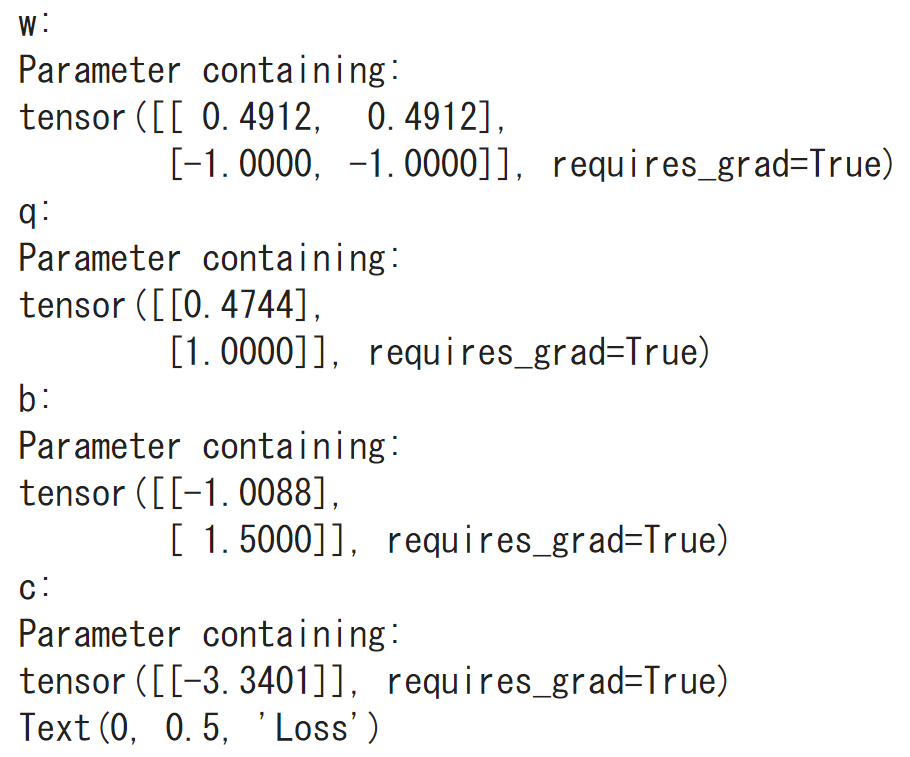 w:
Parameter containing:
tensor([[ 0.4912,  0.4912],
        [-1.0000, -1.0000]], requires_grad=True)
q:
Parameter containing:
tensor([[0.4744],
        [1.0000]], requires_grad=True)
b:
Parameter containing:
tensor([[-1.0088],
        [ 1.5000]], requires_grad=True)
c:
Parameter containing:
tensor([[-3.3401]], requires_grad=True)
Text(0, 0.5, 'Loss')